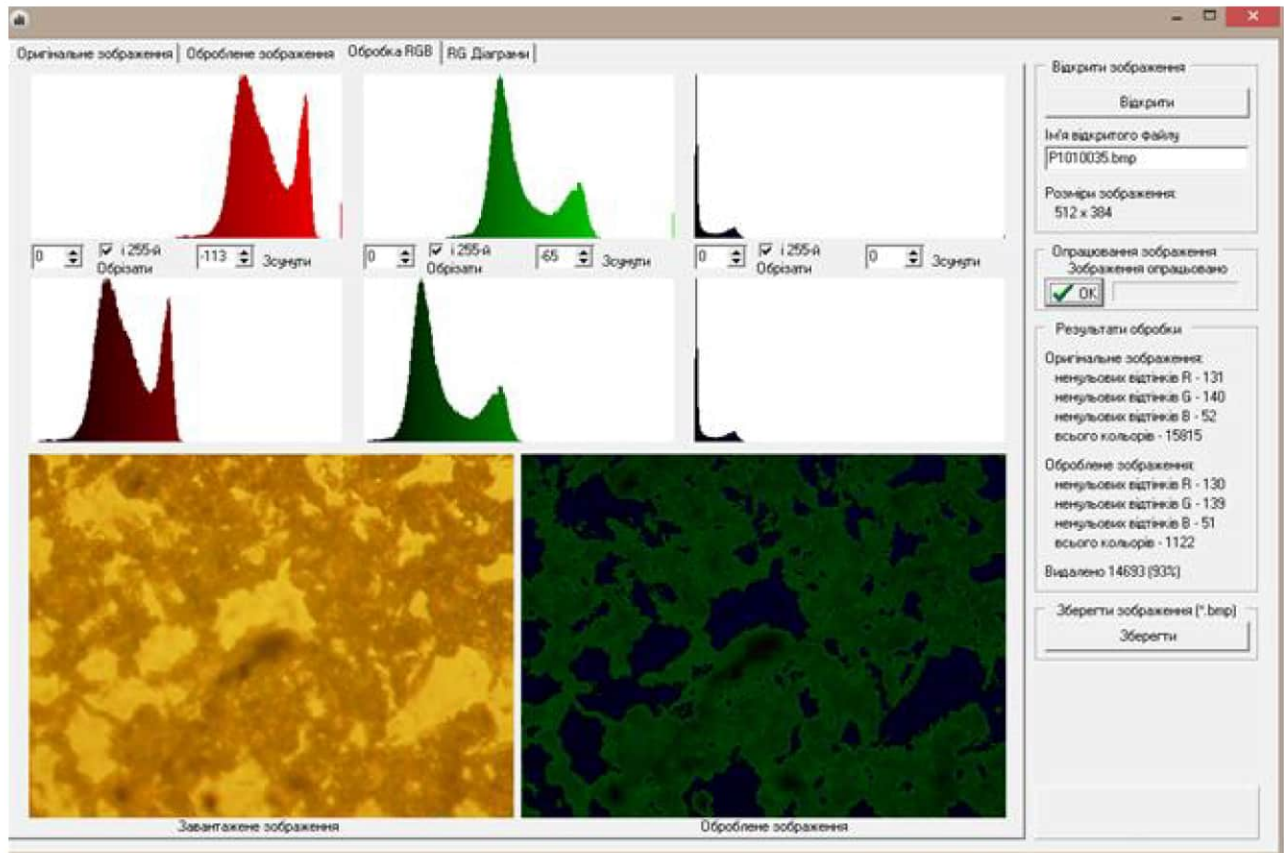 Оригінальне зображення Оброблене зображення Обробка RGB RG Діаграми
0 і 255-й Обрізати -113 Зсунути
0 і 255-й Обрізати -65 Зсунути
0 і 255-й Обрізати 0 Зсунути
Завантажене зображення
Оброблене зображення
Відкрити зображення
Відкрити
Ім'я відкритого файлу
P1010035.bmp
Розміри зображення:
512 x 384
Опрацювання зображення
Зображення опрацьовано
OK
Результати обробки
Оригінальне зображення:
ненульових відтінків R - 131
ненульових відтінків G - 140
ненульових відтінків B - 52
всього кольорів - 15815
Оброблене зображення:
ненульових відтінків R - 130
ненульових відтінків G - 139
ненульових відтінків B - 51
всього кольорів - 1122
Видалено 14693 (93%)
Зберегти зображення (*.bmp)
Зберегти